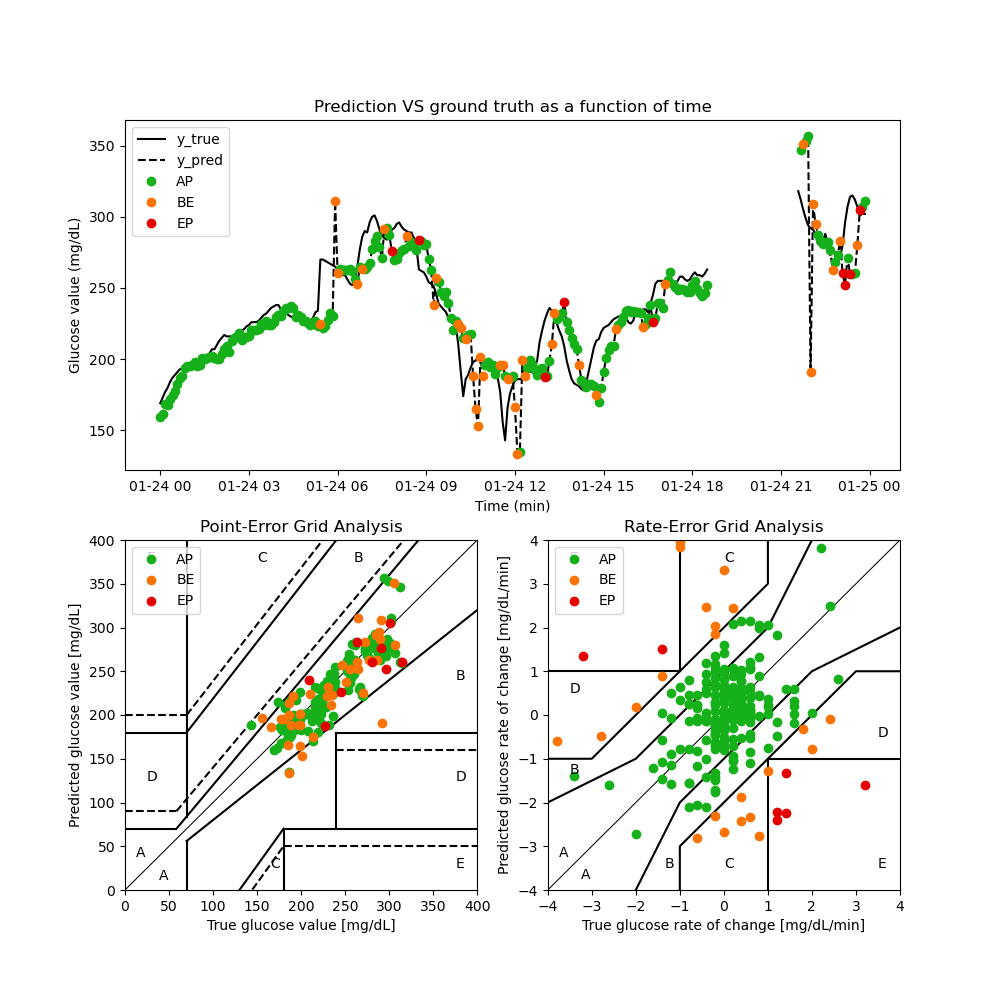 Prediction VS ground truth as a function of time
Glucose value (mg/dL)
350
300
250
200
150
y_true
y_pred
AP
BE
EP
01-24 00 01-24 03 01-24 06 01-24 09 01-24 12 01-24 15 01-24 18 01-24 21 01-25 00
Time (min)
Point-Error Grid Analysis
Predicted glucose value [mg/dL]
400
350
300
250
200
150
100
50
0
AP
BE
EP
C
B
B
D
D
A
A
C
E
0 50 100 150 200 250 300 350 400
True glucose value [mg/dL]
Rate-Error Grid Analysis
Predicted glucose rate of change [mg/dL/min]
4
3
2
1
0
−1
−2
−3
−4
AP
BE
EP
C
D
D
B
A
A
B
C
E
−4 −3 −2 −1 0 1 2 3 4
True glucose rate of change [mg/dL/min]